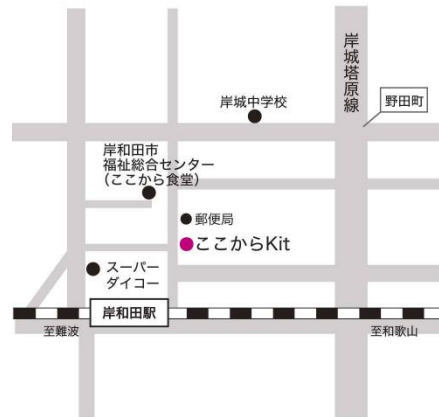 岸城塔原線
野田町
岸城中学校
岸和田市
福祉総合センター
（ここから食堂）
郵便局
ここからKit
スーパー
ダイコー
岸和田駅
至難波
至和歌山